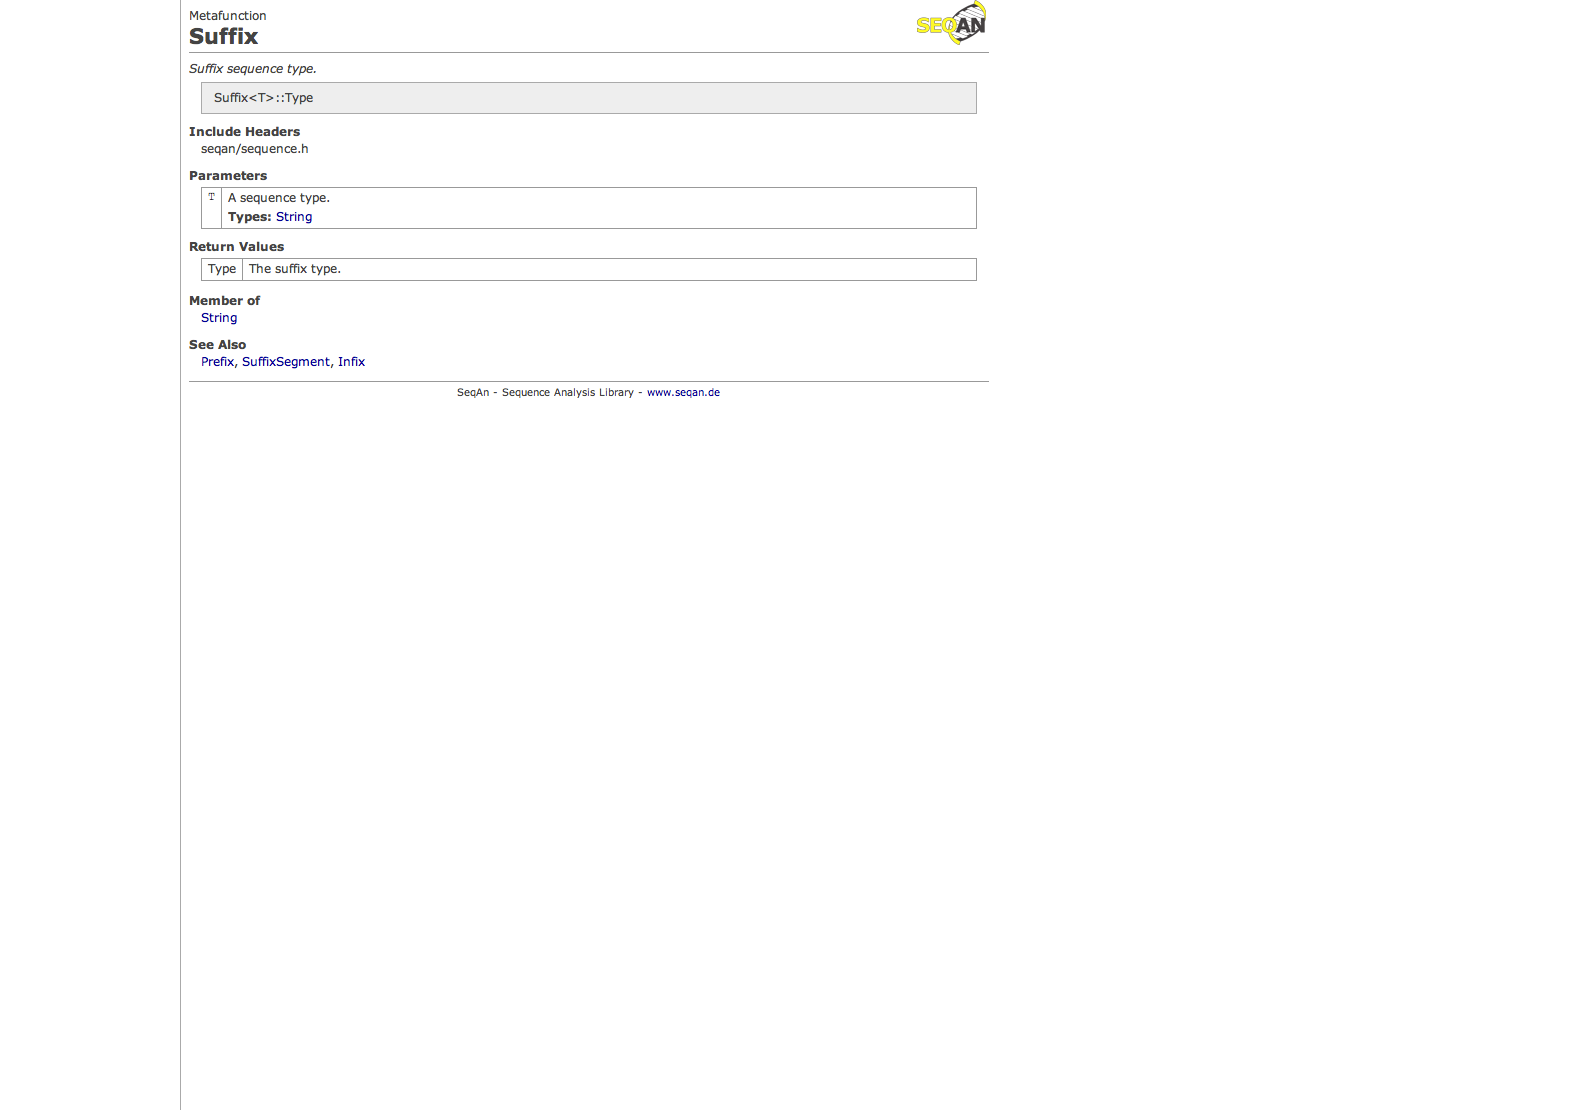 Metafunction
Suffix
SEQAN
Suffix sequence type.
Suffix<T>::Type
Include Headers
seqan/sequence.h
Parameters
T A sequence type.
Types: String
Return Values
Type The suffix type.
Member of
String
See Also
Prefix, SuffixSegment, Infix
SeqAn - Sequence Analysis Library - www.seqan.de